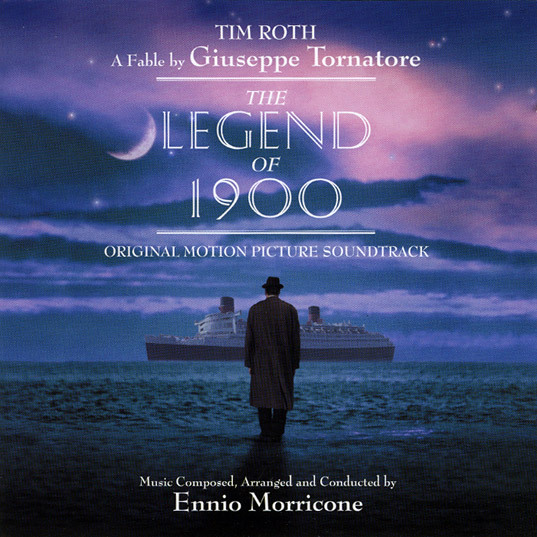 TIM ROTH
A Fable by Giuseppe Tornatore
THE
LEGEND
OF
1900
ORIGINAL MOTION PICTURE SOUNDTRACK
Music Composed, Arranged and Conducted by
Ennio Morricone